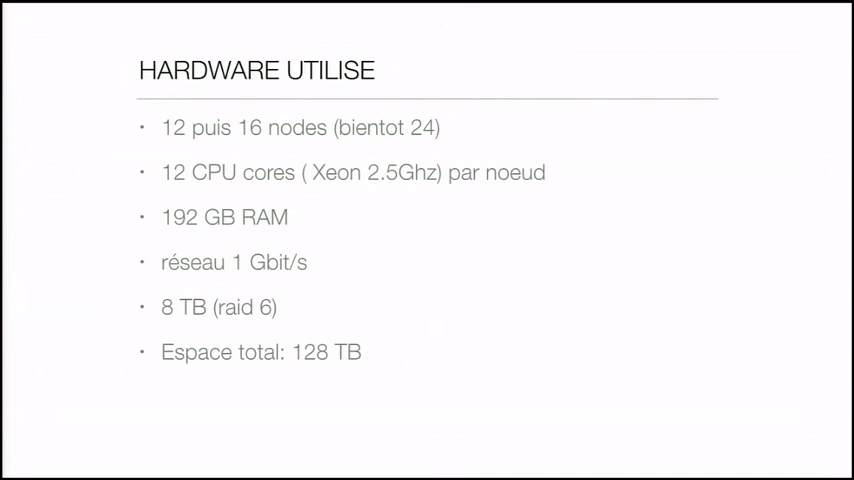 HARDWARE UTILISE
• 12 puis 16 nodes (bientot 24)
• 12 CPU cores ( Xeon 2.5Ghz) par noeud
• 192 GB RAM
• réseau 1 Gbit/s
• 8 TB (raid 6)
• Espace total: 128 TB